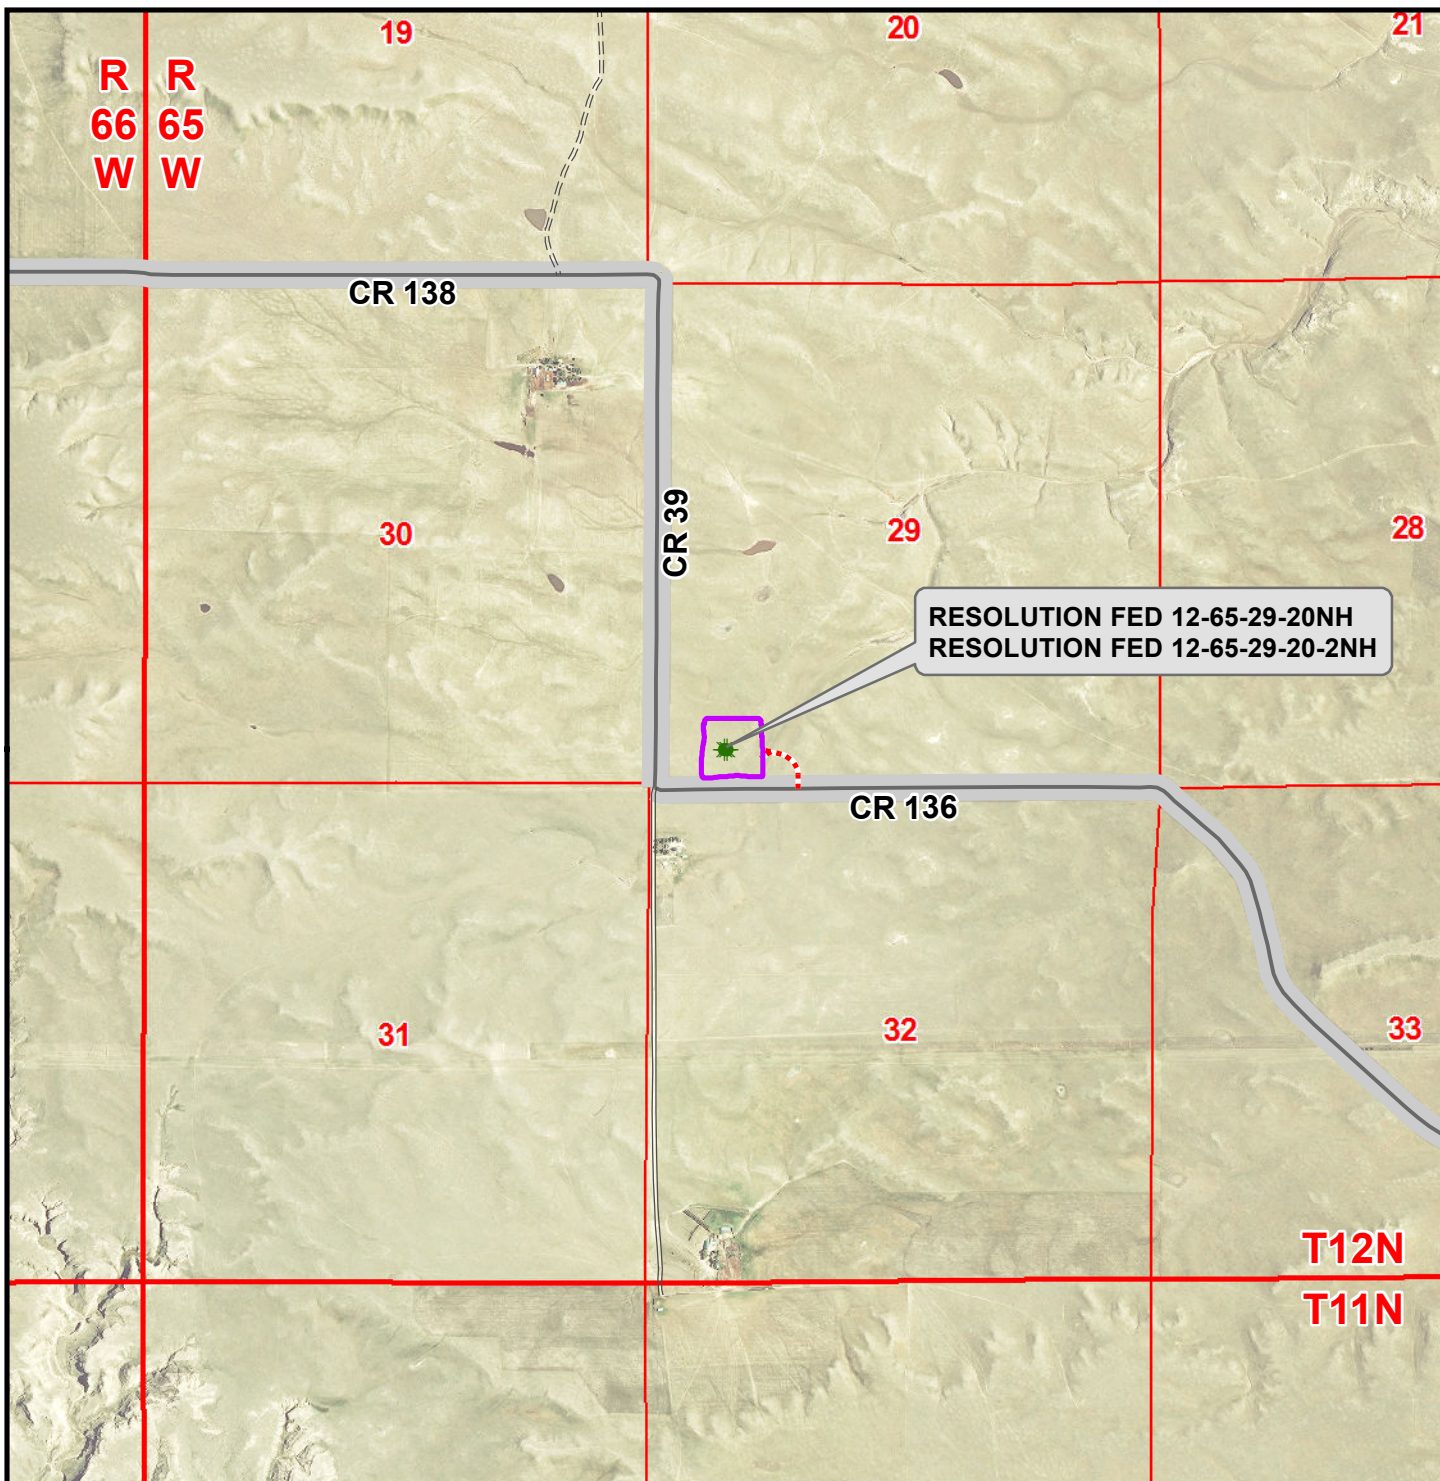 19
20
21
R R
66 65
W W
CR 138
CR 39
30
29
28
RESOLUTION FED 12-65-29-20NH
RESOLUTION FED 12-65-29-20-2NH
CR 136
31
32
33
T12N
T11N